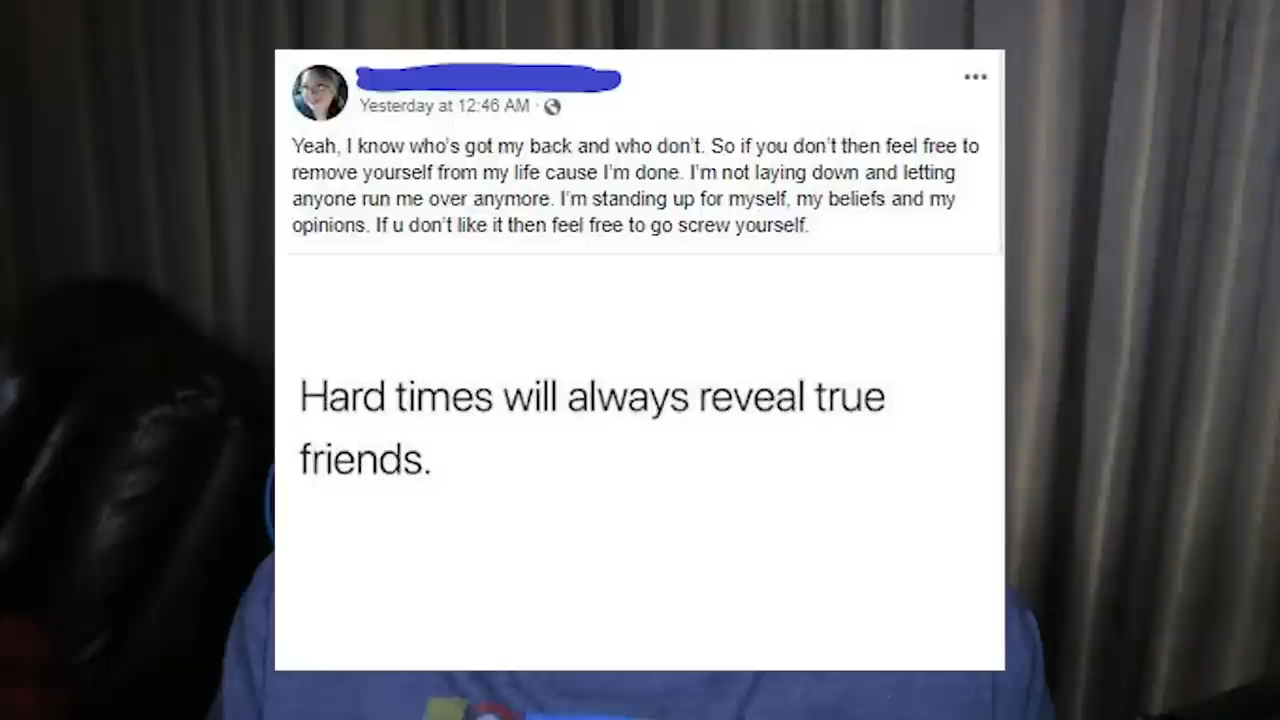 Yesterday at 12:46 AM ·
Yeah, I know who's got my back and who don't. So if you don't then feel free to
remove yourself from my life cause I'm done. I'm not laying down and letting
anyone run me over anymore. I'm standing up for myself, my beliefs and my
opinions. If u don't like it then feel free to go screw yourself.
Hard times will always reveal true
friends.